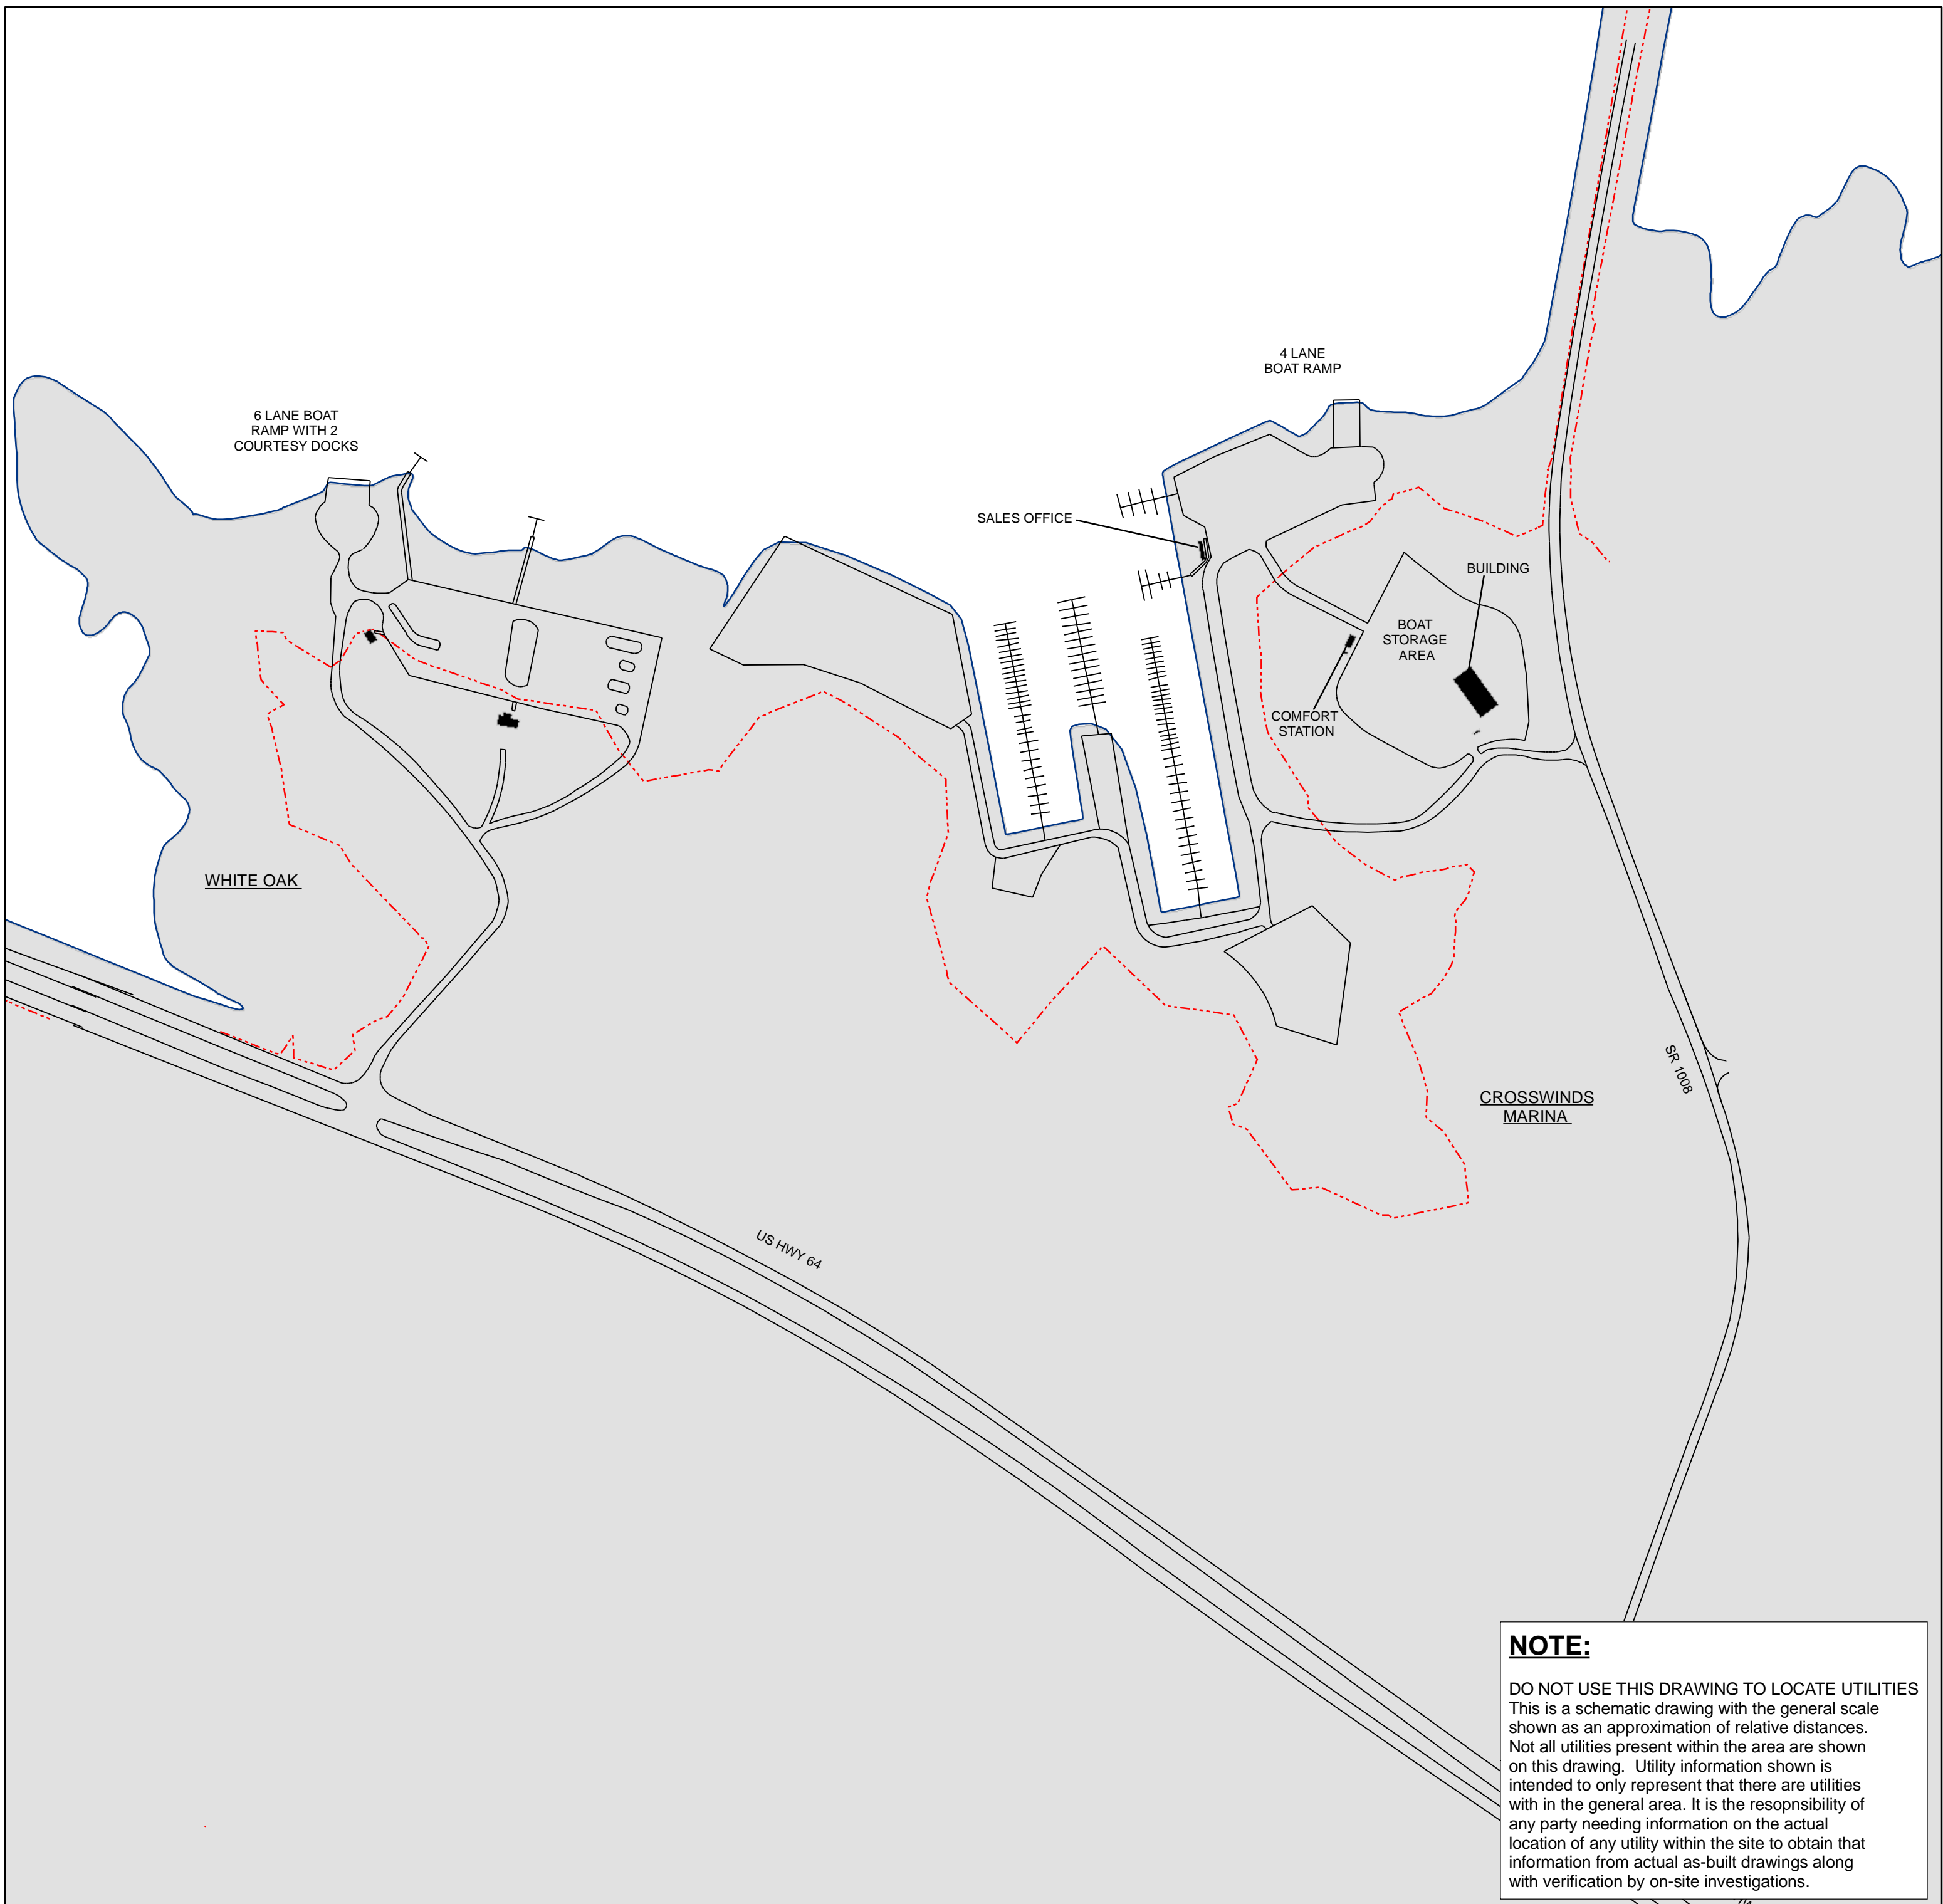 4 LANE
BOAT RAMP
6 LANE BOAT
RAMP WITH 2
COURTESY DOCKS
SALES OFFICE
BUILDING
BOAT
STORAGE
AREA
COMFORT
STATION
WHITE OAK
SR 1008
CROSSWINDS
MARINA
US HWY 64
NOTE:
DO NOT USE THIS DRAWING TO LOCATE UTILITIES
This is a schematic drawing with the general scale
shown as an approximation of relative distances.
Not all utilities present within the area are shown
on this drawing.  Utility information shown is
intended to only represent that there are utilities
with in the general area. It is the resopnsibility of
any party needing information on the actual
location of any utility within the site to obtain that
information from actual as-built drawings along
with verification by on-site investigations.